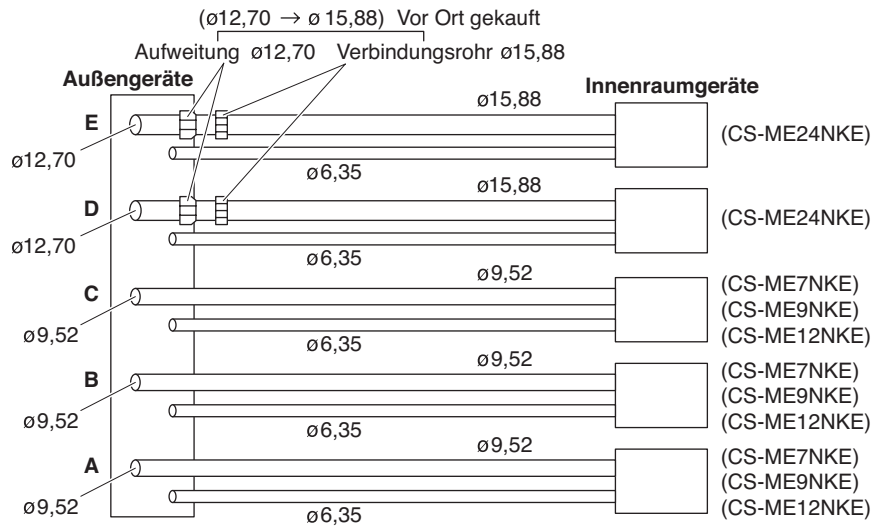 (ø12,70 → ø 15,88) Vor Ort gekauft
Aufweitung ø12,70 Verbindungsrohr ø15,88
Außengeräte
Innenraumgeräte
E
ø15,88
ø12,70
ø6,35
(CS-ME24NKE)
D
ø15,88
ø12,70
ø6,35
(CS-ME24NKE)
C
ø9,52
ø9,52
ø6,35
(CS-ME7NKE)
(CS-ME9NKE)
(CS-ME12NKE)
B
ø9,52
ø9,52
ø6,35
(CS-ME7NKE)
(CS-ME9NKE)
(CS-ME12NKE)
A
ø9,52
ø9,52
ø6,35
(CS-ME7NKE)
(CS-ME9NKE)
(CS-ME12NKE)